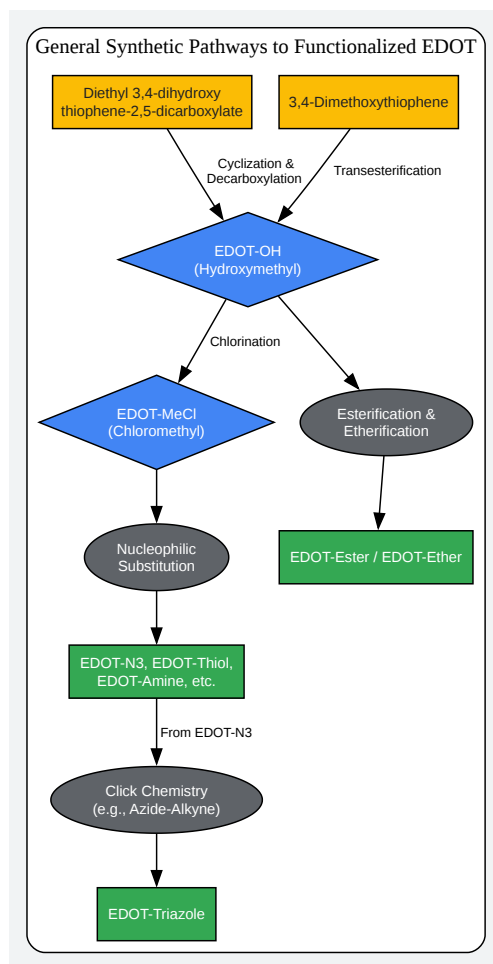 General Synthetic Pathways to Functionalized EDOT
Diethyl 3,4-dihydroxy
thiophene-2,5-dicarboxylate
3,4-Dimethoxythiophene
Cyclization &
Decarboxylation
Transesterification
EDOT-OH
(Hydroxymethyl)
Chlorination
EDOT-MeCl
(Chloromethyl)
Esterification &
Etherification
Nucleophilic
Substitution
EDOT-Ester / EDOT-Ether
EDOT-N3, EDOT-Thiol,
EDOT-Amine, etc.
From EDOT-N3
Click Chemistry
(e.g., Azide-Alkyne)
EDOT-Triazole